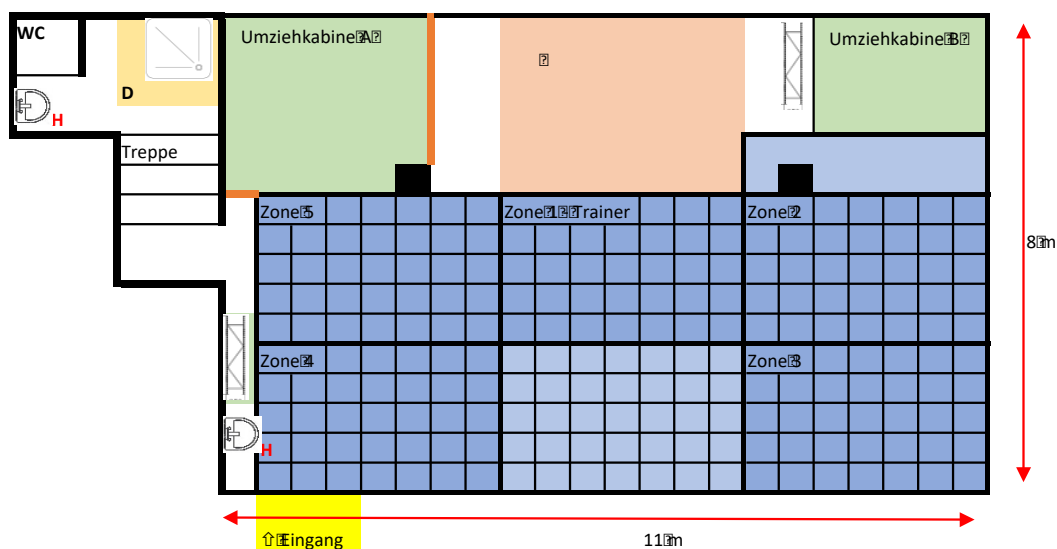 WC
Umziehkabine A
Umziehkabine B
D
H
Treppe
Zone 5
Zone 1 - Trainer
Zone 2
8 m
Zone 4
Zone 3
H
⇧ Eingang
11 m